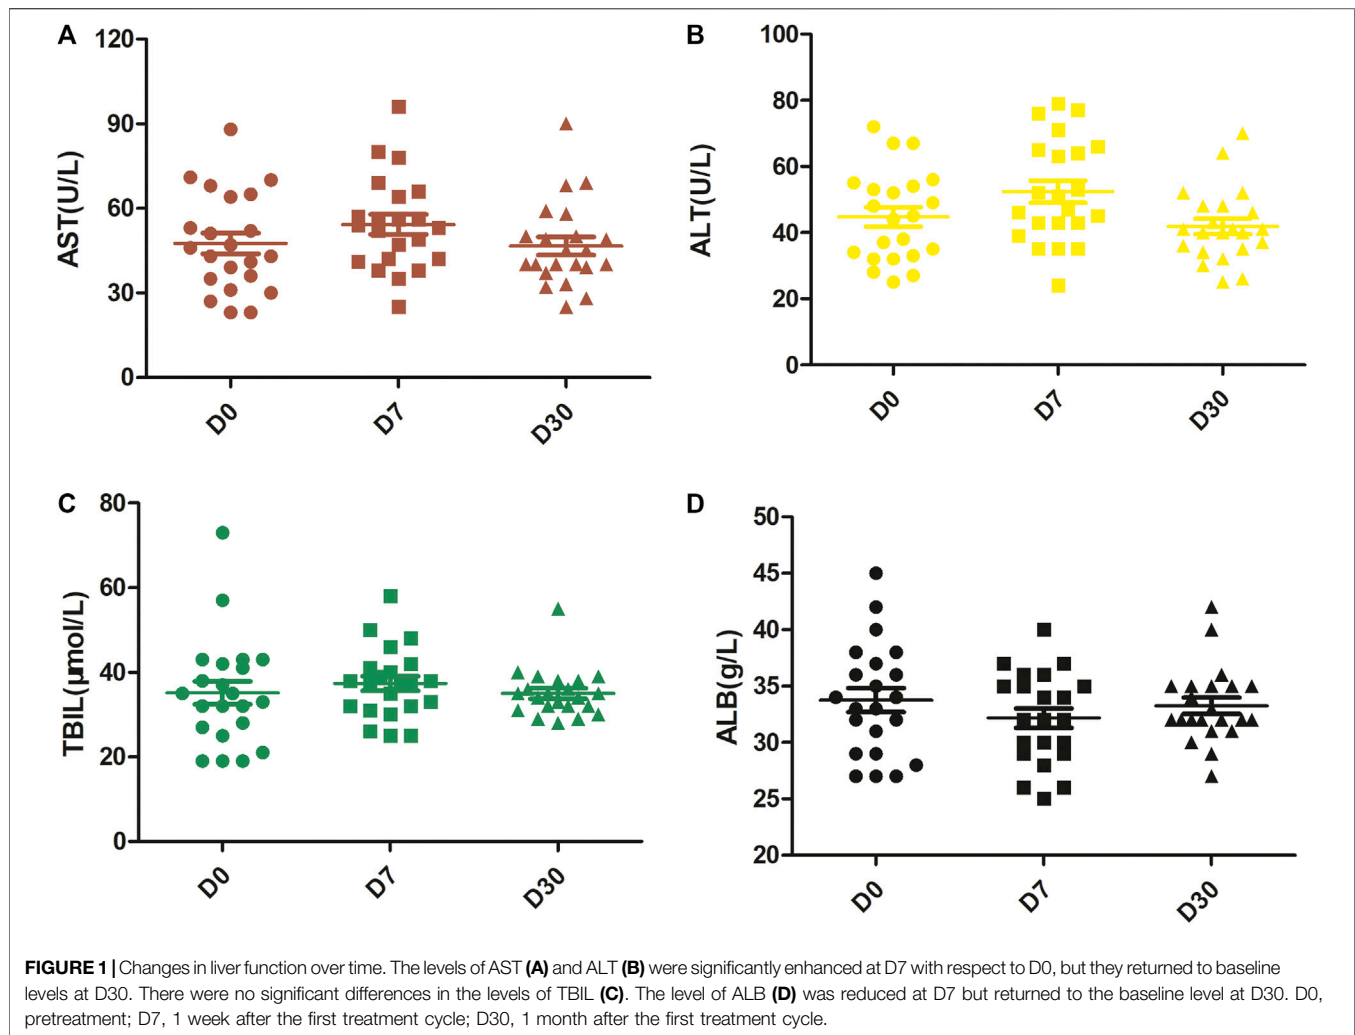 A
120
90
60
30
0
AST(U/L)
D0
D7
D30
B
100
80
60
40
20
0
ALT(U/L)
D0
D7
D30
C
80
60
40
20
0
TBIL(μmol/L)
D0
D7
D30
D
50
45
40
35
30
25
20
ALB(g/L)
D0
D7
D30
FIGURE 1 | Changes in liver function over time. The levels of AST (A) and ALT (B) were significantly enhanced at D7 with respect to D0, but they returned to baseline
levels at D30. There were no significant differences in the levels of TBIL (C). The level of ALB (D) was reduced at D7 but returned to the baseline level at D30. D0,
pretreatment; D7, 1 week after the first treatment cycle; D30, 1 month after the first treatment cycle.